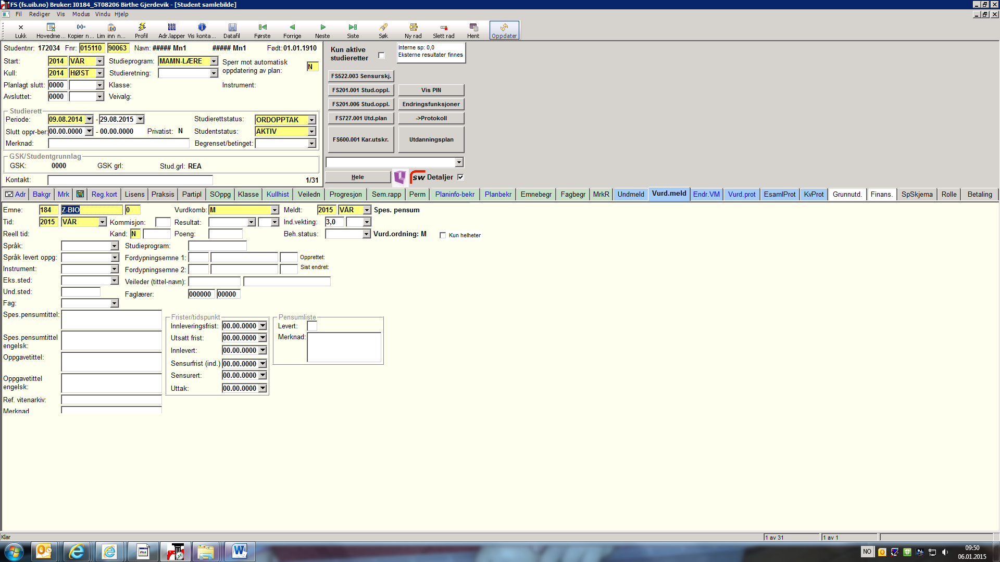 FS (fs.uib.no) Bruker: I0184_ST08206 Birthe Gjerdevik - [Student samlebilde]
Fil Rediger Vis Modus Vindu Hjelp
Lukk Hovedme ... Kopier n... Lim inn n... Profil Adr.lapper Vis konta... Datafil Første Forrige Neste Siste Søk Ny rad Slett rad Hent Oppdater
Studentnr: 172034 Fnr: 015110 90063 Navn: ##### Mn1 ##### Mn1 Født: 01.01.1910
Start: 2014 VÅR Studieprogram: MAMN-LÆRE Sperr mot automatisk oppdatering av plan: N
Kull: 2014 HØST Studieretning:
Planlagt slutt: 0000 Klasse: Instrument:
Avsluttet: 0000 Veivalg:
Studierett
Periode: 09.08.2014 - 29.08.2015 Studierettstatus: ORDOPPTAK
Slutt oppr-ber: 00.00.0000 - 00.00.0000 Privatist: N Studentstatus: AKTIV
Merknad: Begrenset/betinget:
GSK/Studentgrunnlag
GSK: 0000 GSK grl: Stud.grl: REA
Kontakt: 1/31
Kun aktive studieretter
Interne sp: 0,0
Eksterne resultater finnes
FS522.003 Sensurskj.
FS201.001 Stud.oppl. Vis PIN
FS201.006 Stud.oppl. Endringsfunksjoner
FS727.001 Utd.plan ->Protokoll
FS600.001 Kar.utskr. Utdanningsplan
Hele sw Detaljer
Adr Bakgr Mrk Reg.kort Lisens Praksis Partipl SOppg Klasse Kullhist Veiledn Progresjon Sem.rapp Perm Planinfo-bekr Planbekr Emnebegr Fagbegr MrkR Undmeld Vurd.meld Endr.VM Vurd.prot EsamlProt KvProt Grunnutd. Finans. SpSkjema Rolle Betaling
Emne: 184 Z-BIO 0 Vurdkomb: M Meldt: 2015 VÅR Spes. pensum
Tid: 2015 VÅR Kommisjon: Resultat: Ind.vekting: 3,0
Reell tid: Kand: N Poeng: Beh.status: Vurd.ordning: M Kun helheter
Språk: Studieprogram:
Språk levert oppg: Fordypningsemne 1: Opprettet:
Instrument: Fordypningsemne 2: Sist endret:
Eks.sted: Veileder (tittel-navn):
Und.sted: Faglærer: 000000 00000
Fag:
Spes.pensumtittel:
Spes.pensumtittel engelsk:
Oppgavetittel:
Oppgavetittel engelsk:
Ref. vitenarkiv:
Merknad
Frister/tidspunkt
Innleveringsfrist: 00.00.0000
Utsatt frist: 00.00.0000
Innlevert: 00.00.0000
Sensurfrist (ind.) 00.00.0000
Sensurert: 00.00.0000
Uttak: 00.00.0000
Pensumliste
Levert:
Merknad:
Klar 1 av 31 1 av 1
NO 09:50
06.01.2015